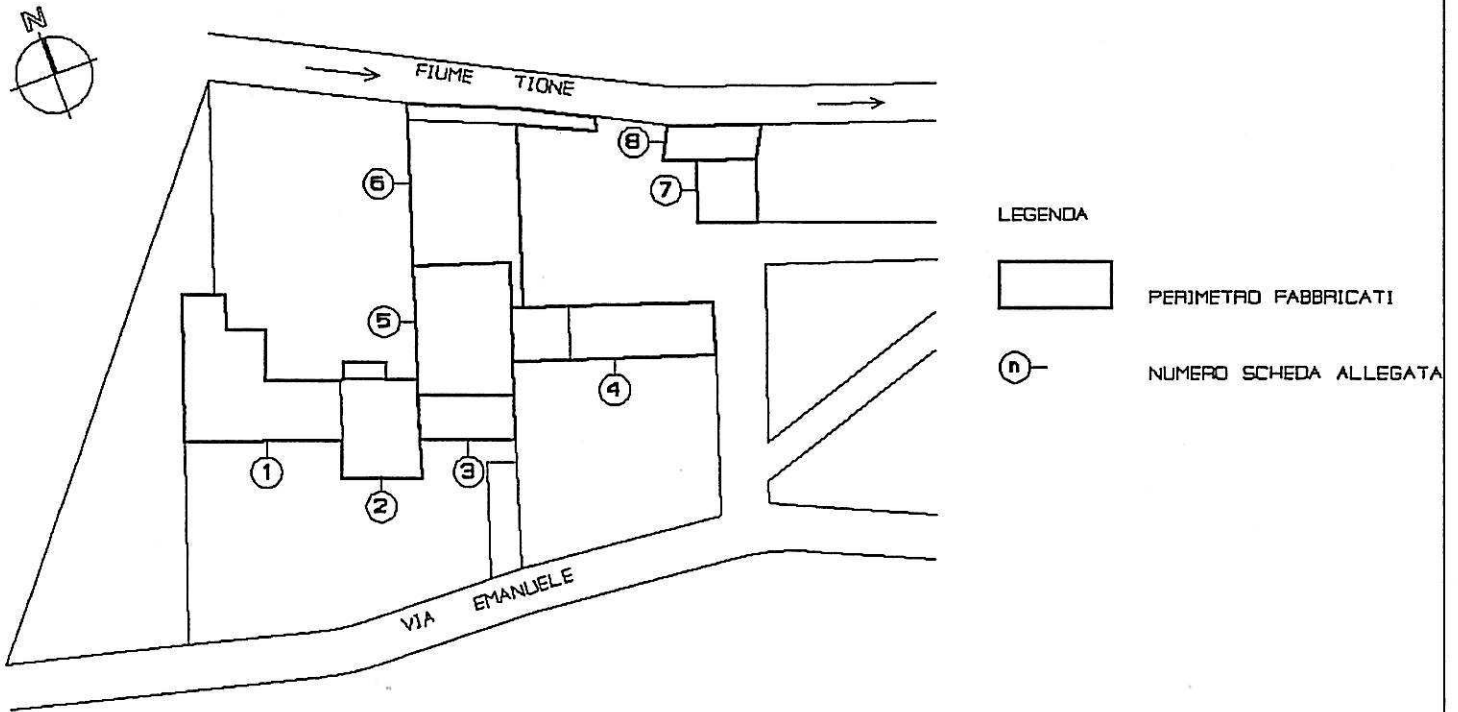 N
FIUME TIONE
8
6
7
LEGENDA
PERIMETRO FABBRICATI
5
n
NUMERO SCHEDA ALLEGATA
4
1
3
2
VIA EMANUELE